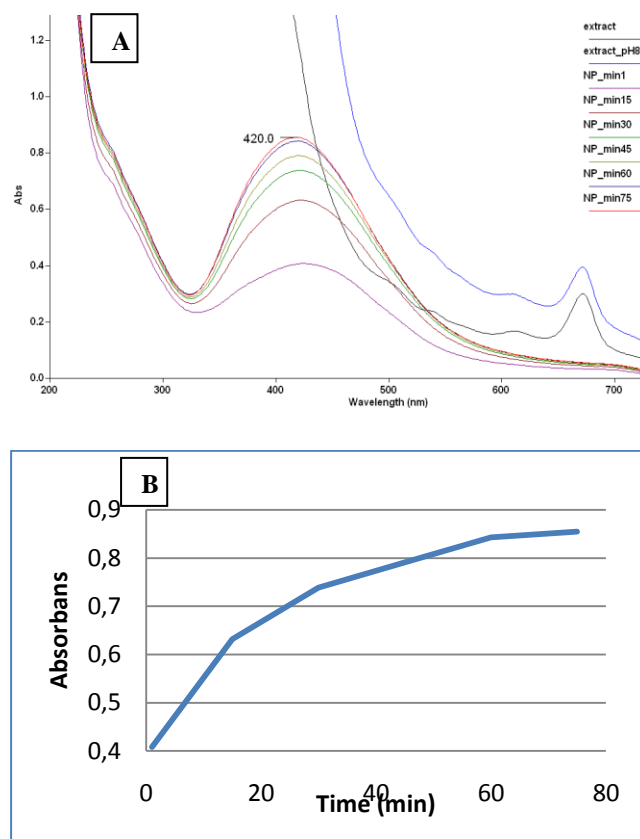 A
1.2
1.0
0.8
0.6
0.4
0.2
0.0
Abs
420.0
200 300 400 500 600 700
Wavelength (nm)
extract
extract_pH8
NP_min1
NP_min15
NP_min30
NP_min45
NP_min60
NP_min75
B
0,9
0,8
0,7
0,6
0,5
0,4
Absorbans
0 20 40 60 80
Time (min)